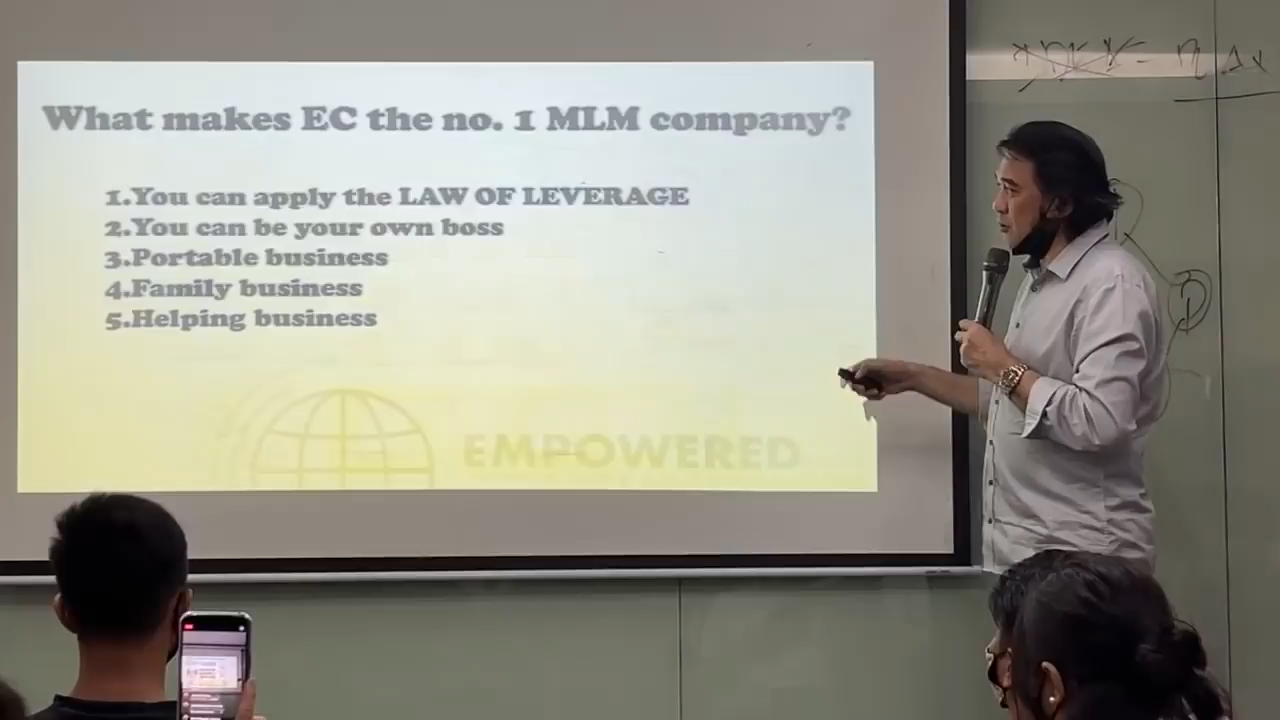 What makes EC the no. 1 MLM company?
1.You can apply the LAW OF LEVERAGE
2.You can be your own boss
3.Portable business
4.Family business
5.Helping business
EMPOWERED